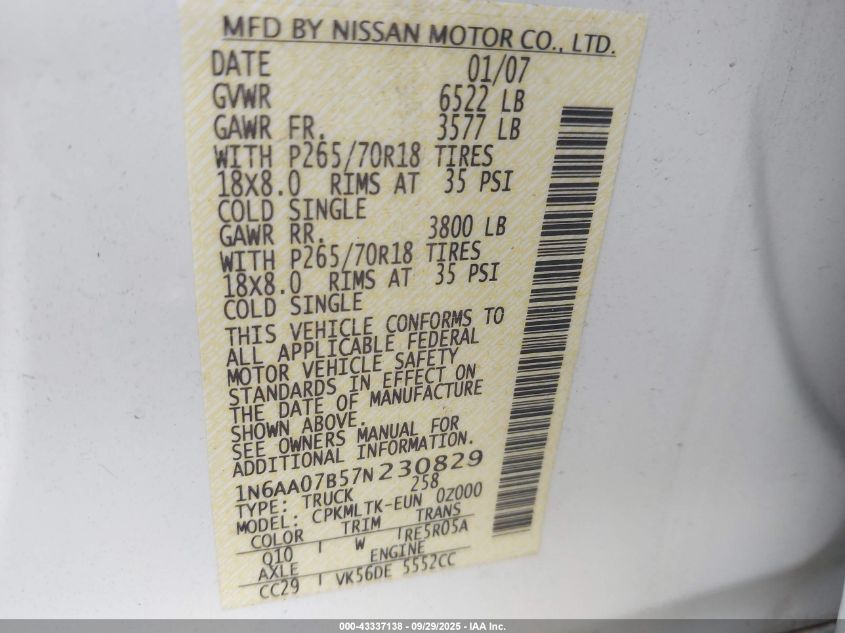 MFD BY NISSAN MOTOR CO., LTD.
DATE 01/07
GVWR 6522 LB
GAWR FR. 3577 LB
WITH P265/70R18 TIRES
18X8.0 RIMS AT 35 PSI
COLD SINGLE
GAWR RR. 3800 LB
WITH P265/70R18 TIRES
18X8.0 RIMS AT 35 PSI
COLD SINGLE
THIS VEHICLE CONFORMS TO
ALL APPLICABLE FEDERAL
MOTOR VEHICLE SAFETY
STANDARDS IN EFFECT ON
THE DATE OF MANUFACTURE
SHOWN ABOVE.
SEE OWNERS MANUAL FOR
ADDITIONAL INFORMATION.
1N6AA07B57N230829
TYPE: TRUCK 258
MODEL: CPKMLTK-EUN 0Z000
COLOR TRIM TRANS
Q10 W RE5R05A
AXLE ENGINE
CC29 VK56DE 5552CC
000-43337138 - 09/29/2025 - IAA Inc.